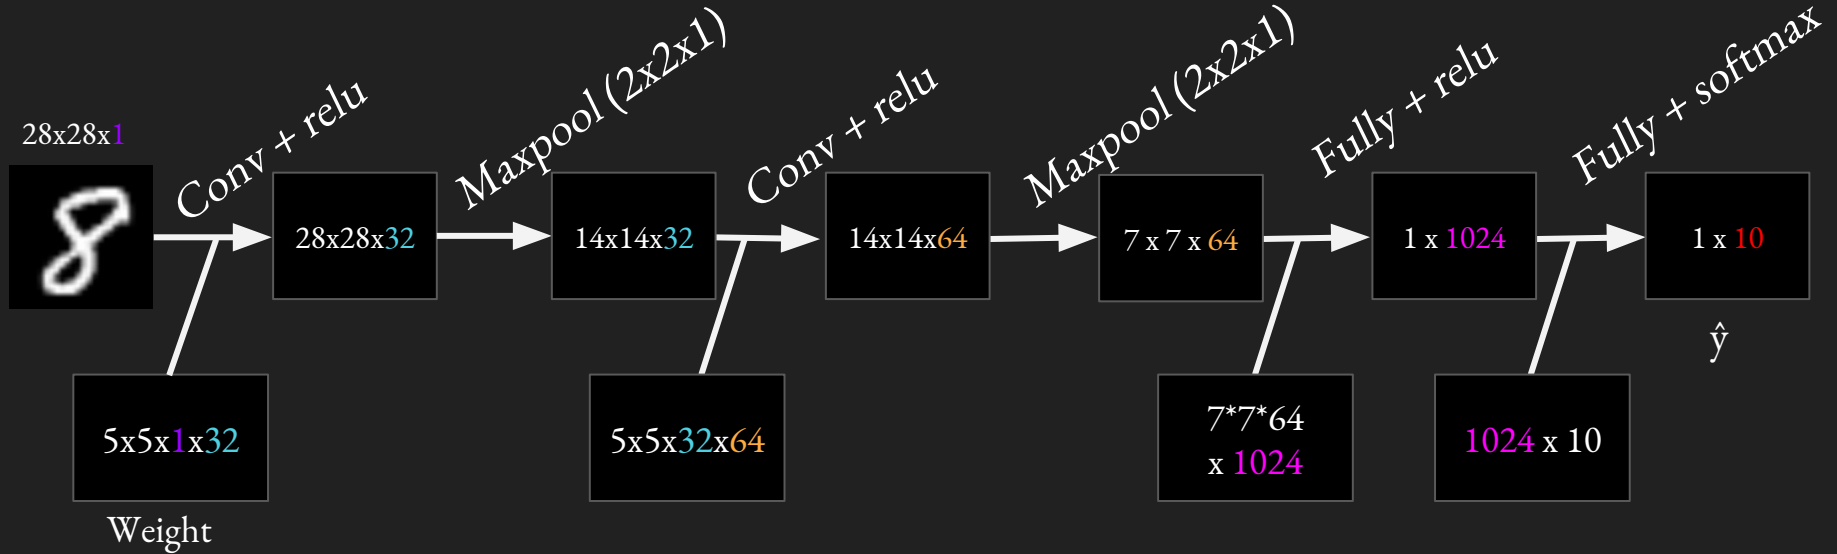 28x28x1
Conv + relu
Maxpool (2x2x1)
Conv + relu
Maxpool (2x2x1)
Fully + relu
Fully + softmax
8
28x28x32
14x14x32
14x14x64
7 x 7 x 64
1 x 1024
1 x 10
ŷ
5x5x1x32
5x5x32x64
7*7*64
x 1024
1024 x 10
Weight